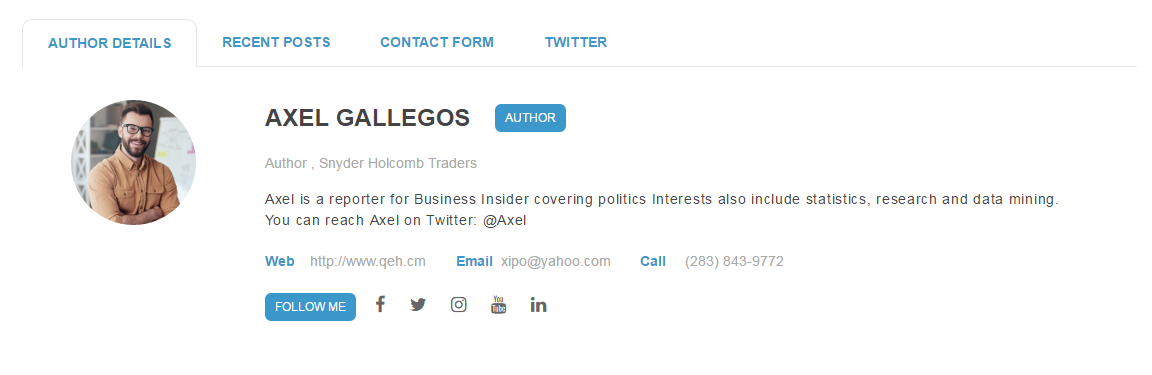 AUTHOR DETAILS RECENT POSTS CONTACT FORM TWITTER
AXEL GALLEGOS AUTHOR
Author , Snyder Holcomb Traders
Axel is a reporter for Business Insider covering politics Interests also include statistics, research and data mining.
You can reach Axel on Twitter: @Axel
Web http://www.qeh.cm Email xipo@yahoo.com Call (283) 843-9772
FOLLOW ME You Tube